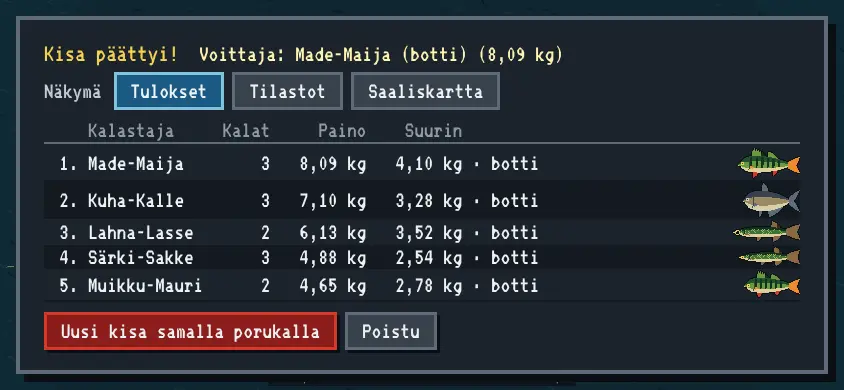 Kisa päättyi! Voittaja: Made-Maija (botti) (8,09 kg)
Näkymä Tulokset Tilastot Saaliskartta
Kalastaja Kalat Paino Suurin
1. Made-Maija 3 8,09 kg 4,10 kg · botti
2. Kuha-Kalle 3 7,10 kg 3,28 kg · botti
3. Lahna-Lasse 2 6,13 kg 3,52 kg · botti
4. Särki-Sakke 3 4,88 kg 2,54 kg · botti
5. Muikku-Mauri 2 4,65 kg 2,78 kg · botti
Uusi kisa samalla porukalla Poistu